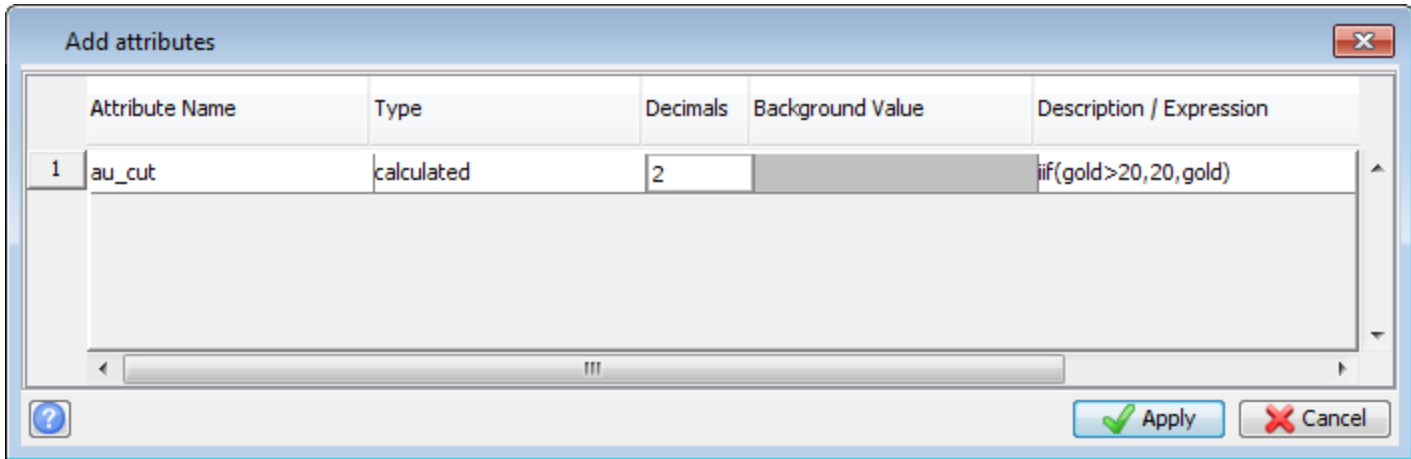 Add attributes
Attribute Name Type Decimals Background Value Description / Expression
1 au_cut calculated 2 iif(gold>20,20,gold)
? Apply Cancel